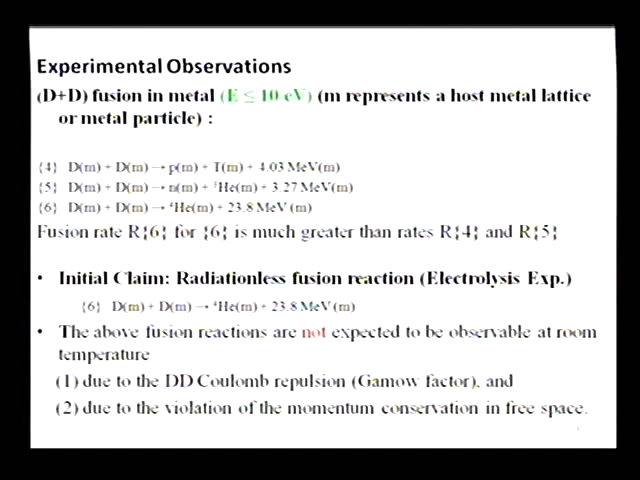 Experimental Observations
(D+D) fusion in metal (E ≤ 10 eV) (m represents a host metal lattice
or metal particle) :
{4} D(m) + D(m) → p(m) + T(m) + 4.03 MeV(m)
{5} D(m) + D(m) → n(m) + ³He(m) + 3.27 MeV(m)
{6} D(m) + D(m) → ⁴He(m) + 23.8 MeV (m)
Fusion rate R{6} for {6} is much greater than rates R{4} and R{5}
• Initial Claim: Radiationless fusion reaction (Electrolysis Exp.)
{6} D(m) + D(m) → ⁴He(m) + 23.8 MeV (m)
• The above fusion reactions are not expected to be observable at room
temperature
(1) due to the DD Coulomb repulsion (Gamow factor), and
(2) due to the violation of the momentum conservation in free space.